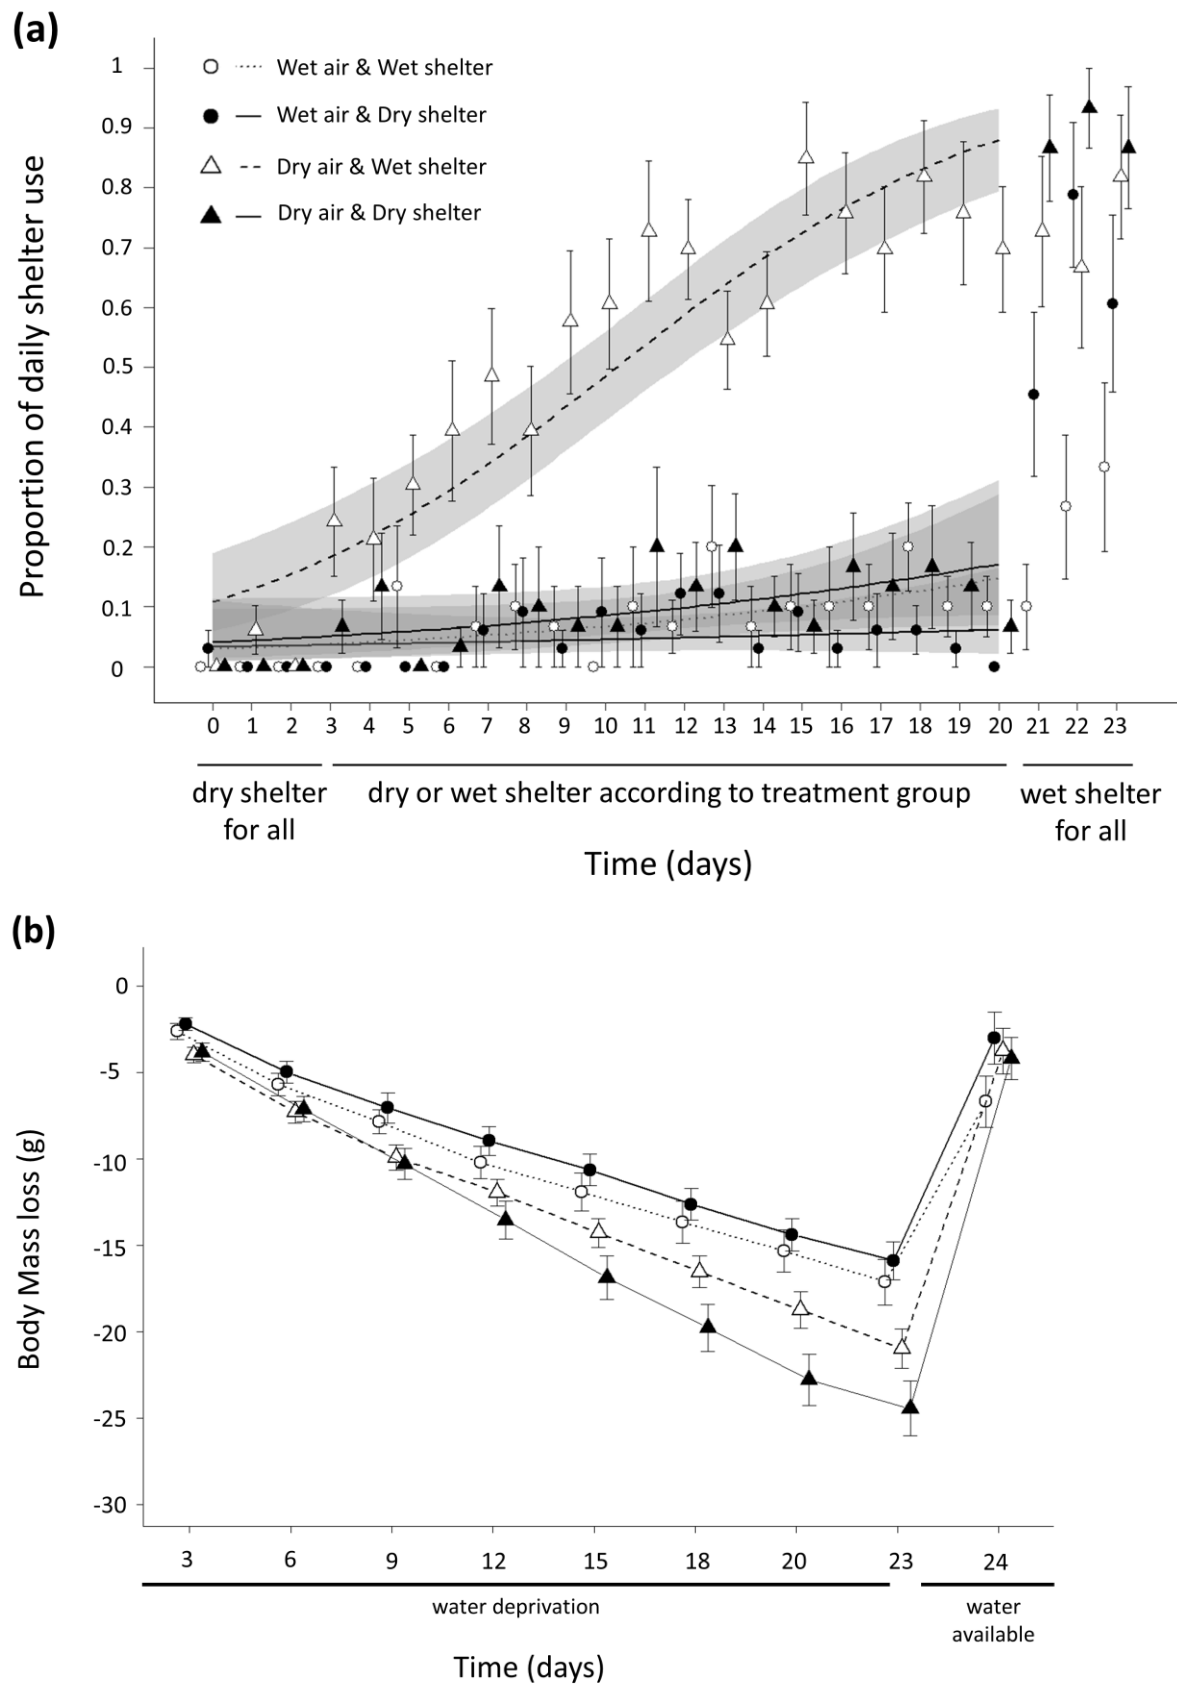 (a)
Proportion of daily shelter use
1
0.9
0.8
0.7
0.6
0.5
0.4
0.3
0.2
0.1
0
Wet air & Wet shelter
Wet air & Dry shelter
Dry air & Wet shelter
Dry air & Dry shelter
0 1 2 3 4 5 6 7 8 9 10 11 12 13 14 15 16 17 18 19 20 21 22 23
dry shelter
for all
dry or wet shelter according to treatment group
wet shelter
for all
Time (days)
(b)
Body Mass loss (g)
0
-5
-10
-15
-20
-25
-30
3 6 9 12 15 18 20 23 24
water deprivation
water
available
Time (days)